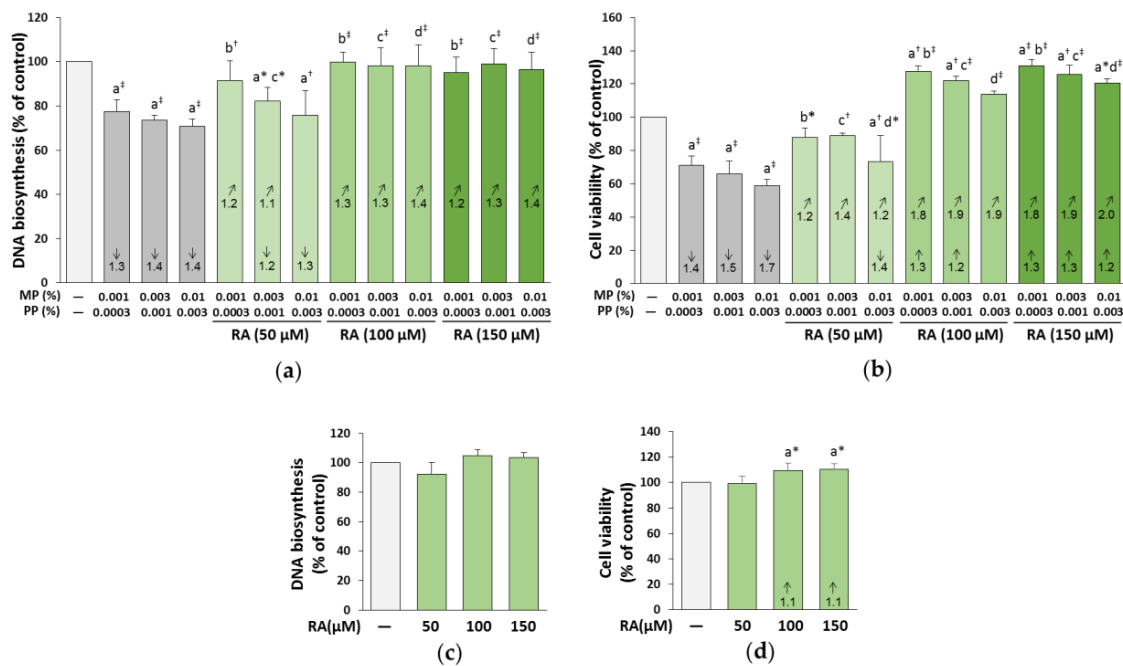 120
100
80
60
40
20
0
DNA biosynthesis (% of control)
a‡ a‡ a‡ b† a* c* a† b‡ c‡ d‡ b‡ c‡ d‡
↗ 1.2 ↗ 1.1 ↗ 1.3 ↗ 1.3 ↗ 1.4 ↗ 1.2 ↗ 1.3 ↗ 1.4
↓ 1.3 ↓ 1.4 ↓ 1.4 ↓ 1.2 ↓ 1.3
MP (%) — 0.001 0.003 0.01 0.001 0.003 0.01 0.001 0.003 0.01 0.001 0.003 0.01
PP (%) — 0.0003 0.001 0.003 0.0003 0.001 0.003 0.0003 0.001 0.003 0.0003 0.001 0.003
RA (50 µM) RA (100 µM) RA (150 µM)
(a)
160
140
120
100
80
60
40
20
0
Cell viability (% of control)
a‡ a‡ a‡ b* c† a† d* a† b‡ a† c‡ d‡ a‡ b‡ a† c‡ a*d‡
↗ 1.2 ↗ 1.4 ↗ 1.2 ↗ 1.8 ↗ 1.9 ↗ 1.9 ↗ 1.8 ↗ 1.9 ↗ 2.0
↓ 1.4 ↓ 1.5 ↓ 1.7 ↓ 1.4 ↑ 1.3 ↑ 1.2 ↑ 1.3 ↑ 1.3 ↑ 1.2
MP (%) — 0.001 0.003 0.01 0.001 0.003 0.01 0.001 0.003 0.01 0.001 0.003 0.01
PP (%) — 0.0003 0.001 0.003 0.0003 0.001 0.003 0.0003 0.001 0.003 0.0003 0.001 0.003
RA (50 µM) RA (100 µM) RA (150 µM)
(b)
120
100
80
60
40
20
0
DNA biosynthesis
(% of control)
RA(µM) — 50 100 150
(c)
140
120
100
80
60
40
20
0
Cell viability
(% of control)
a* a*
↑ 1.1 ↑ 1.1
RA(µM) — 50 100 150
(d)